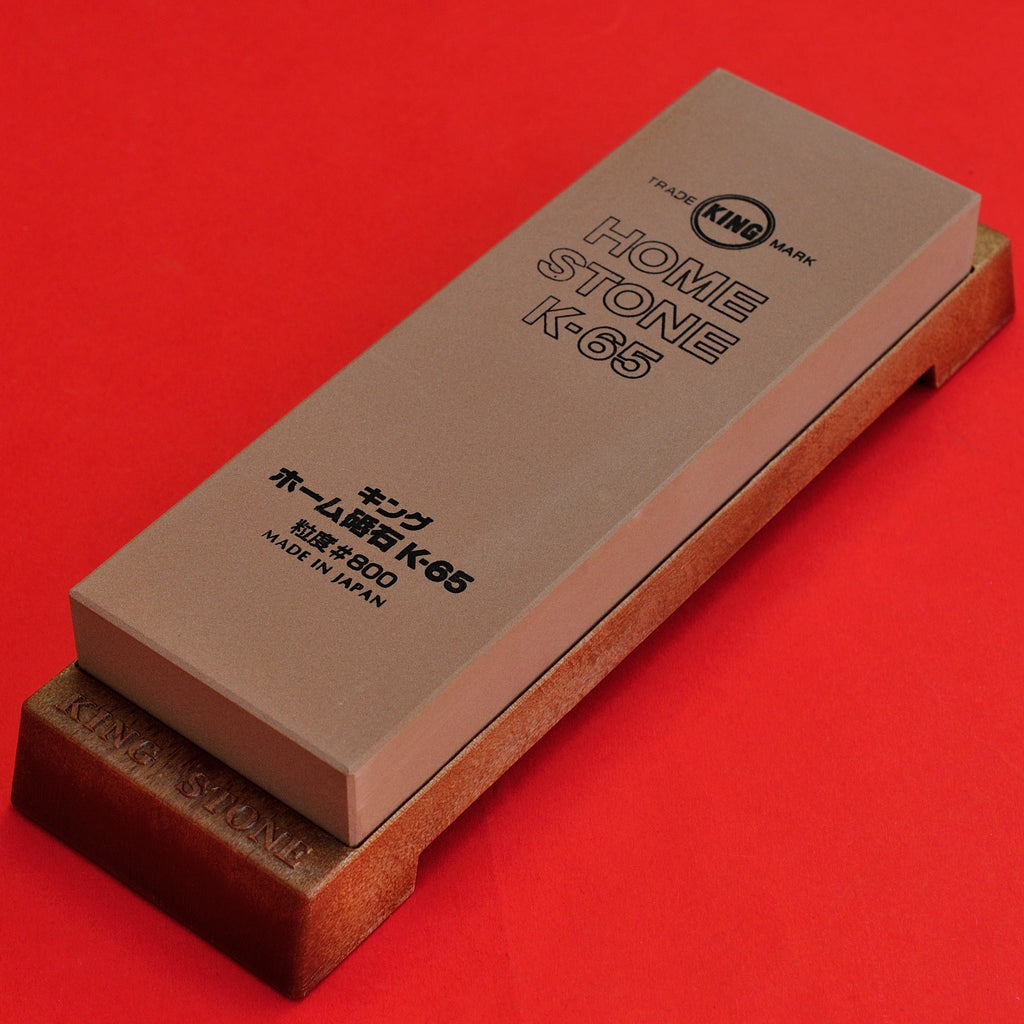 TRADE KING MARK
HOME
STONE
K-65
キング
ホーム砥石 K-65
粒度 #800
MADE IN JAPAN
KING STONE